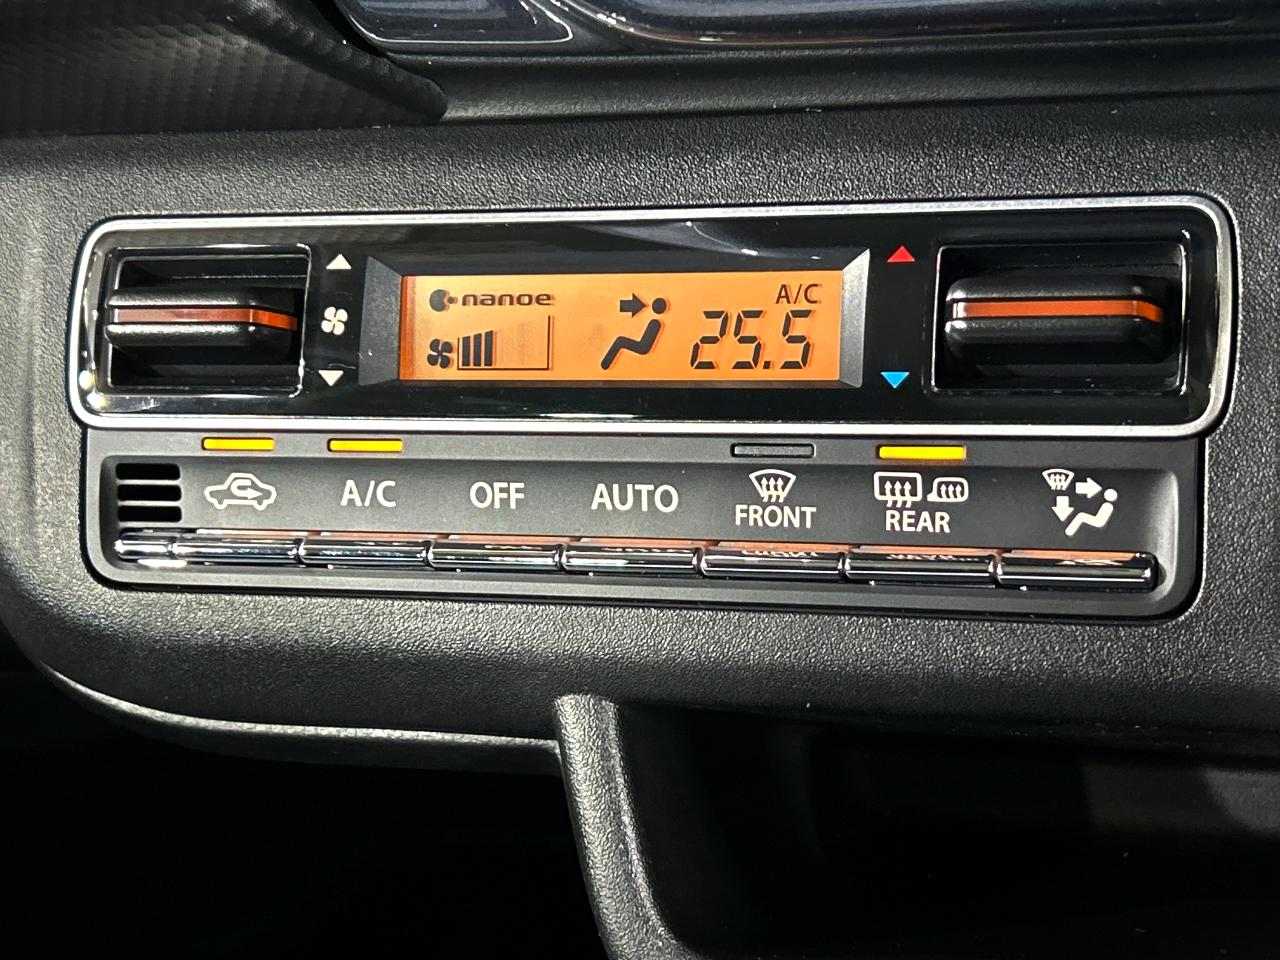 nanoe
A/C
25.5
A/C
OFF
AUTO
FRONT
REAR